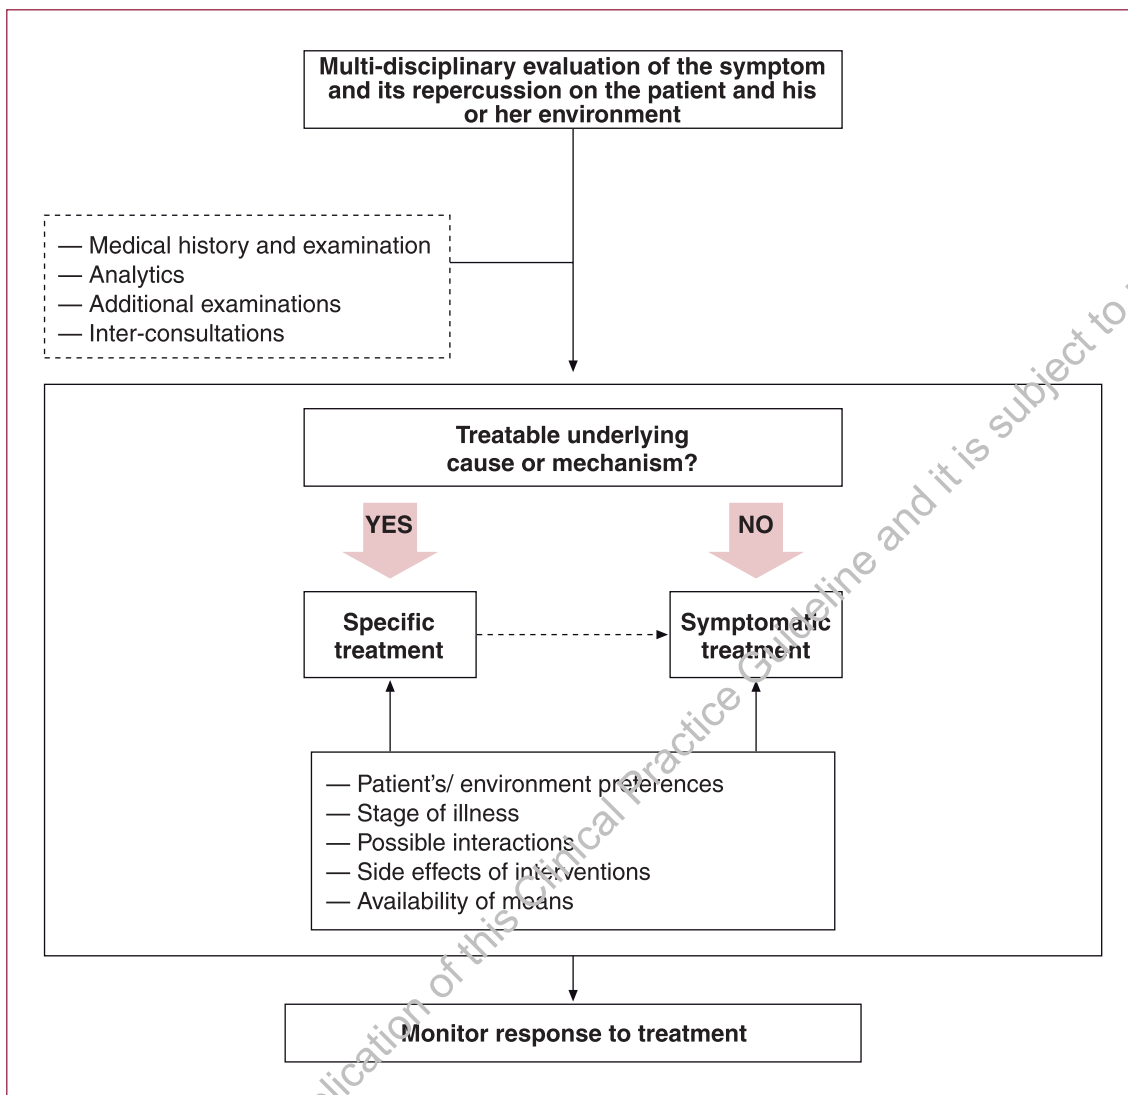 Multi-disciplinary evaluation of the symptom
and its repercussion on the patient and his
or her environment
— Medical history and examination
— Analytics
— Additional examinations
— Inter-consultations
Treatable underlying
cause or mechanism?
YES
NO
Specific
treatment
Symptomatic
treatment
— Patient's/ environment preferences
— Stage of illness
— Possible interactions
— Side effects of interventions
— Availability of means
Monitor response to treatment
of this Clinical Practice Guideline and it is subject to